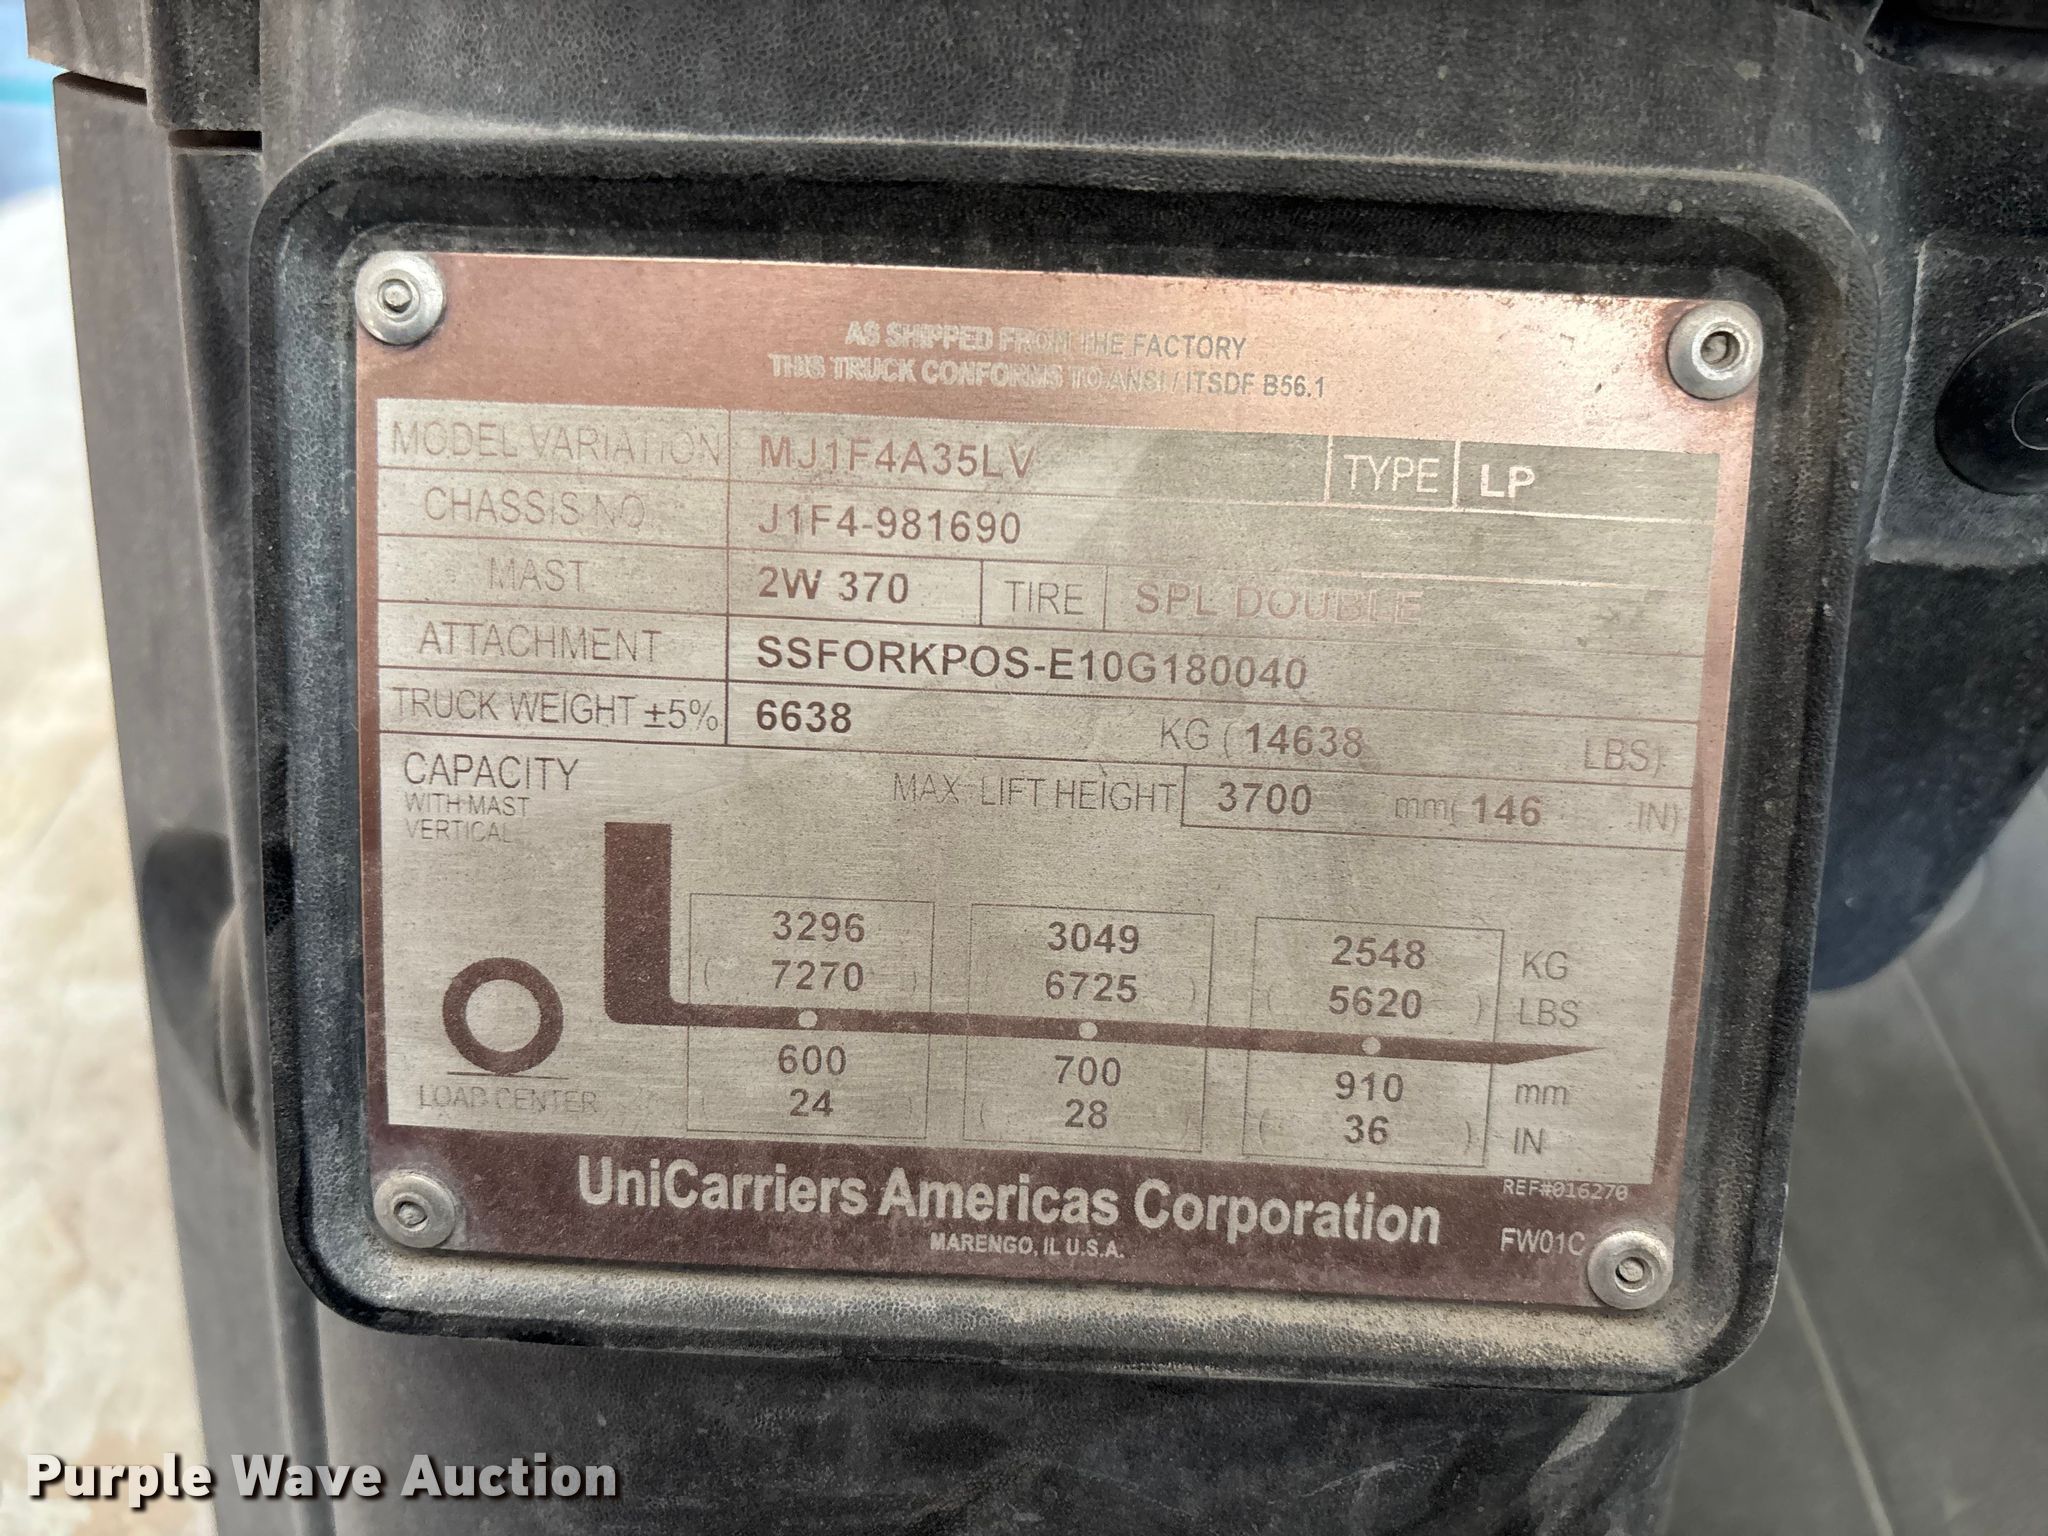 AS SHIPPED FROM THE FACTORY
THIS TRUCK CONFORMS TO ANSI / ITSDF B56.1
MODEL VARIATION MJ1F4A35LV TYPE LP
CHASSIS NO. J1F4-981690
MAST 2W 370 TIRE SPL DOUBLE
ATTACHMENT SSFORKPOS-E10G180040
TRUCK WEIGHT ±5% 6638 KG ( 14638 LBS)
CAPACITY
WITH MAST
VERTICAL
MAX. LIFT HEIGHT 3700 mm( 146 IN)
3296 3049 2548 KG
( 7270 ) ( 6725 ) ( 5620 ) LBS
600 700 910 mm
( 24 ) ( 28 ) ( 36 ) IN
LOAD CENTER
UniCarriers Americas Corporation
MARENGO, IL U.S.A.
REF#016270
FW01C
Purple Wave Auction